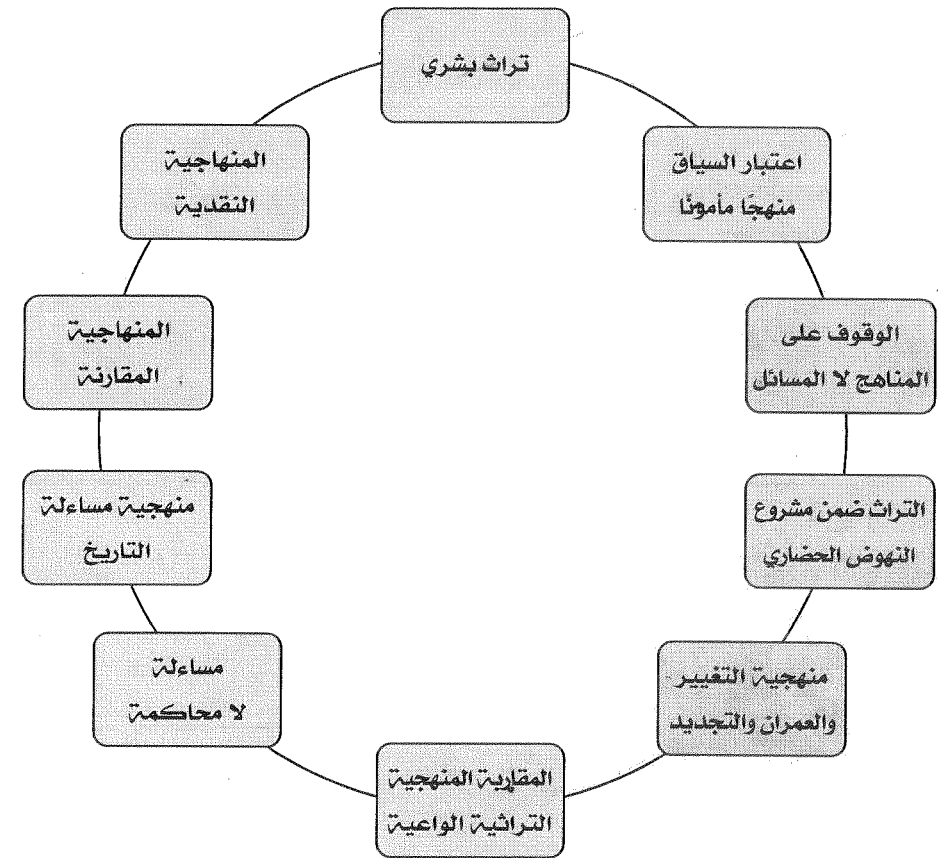 تراث بشري
اعتبار السياق
منهجًا مأمونًا
الوقوف على
المناهج لا المسائل
التراث ضمن مشروع
النهوض الحضاري
منهجية التغيير
والعمران والتجديد
المقاربة المنهجية
التراثية الواعية
مساءلة
لا محاكمة
منهجية مساءلة
التاريخ
المنهاجية
المقارنة
المنهاجية
النقدية